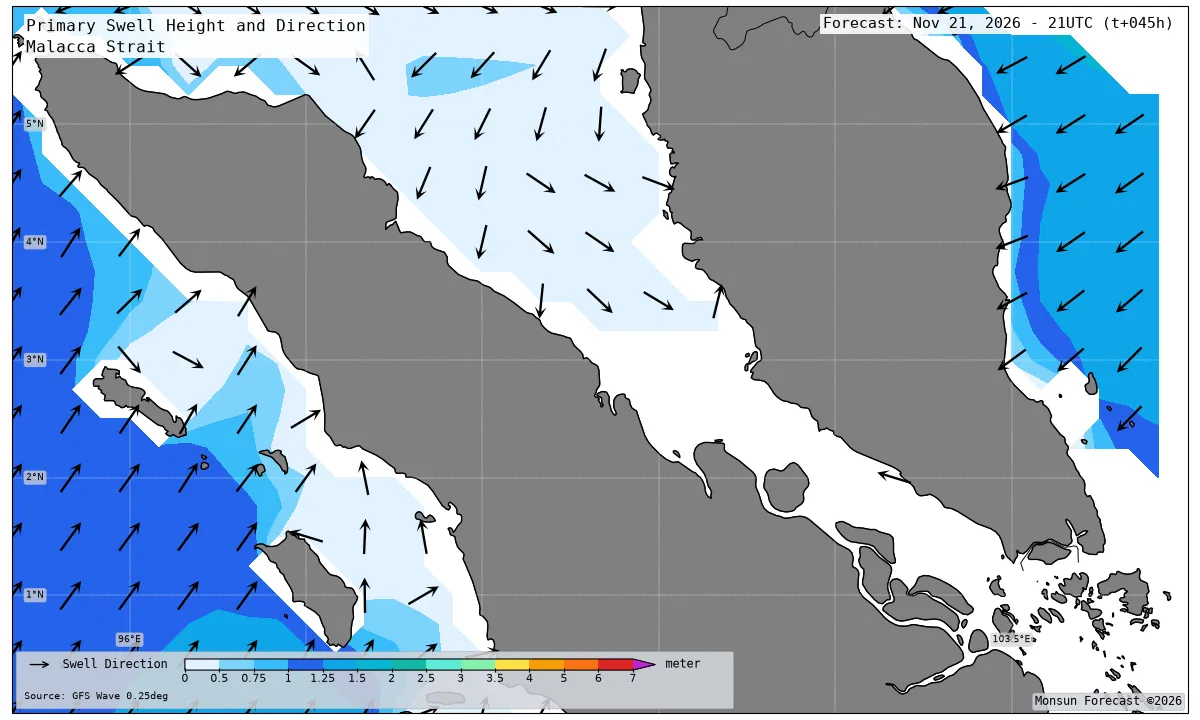 Primary Swell Height and Direction
Malacca Strait
Forecast: Nov 21, 2026 - 21UTC (t+045h)
5°N
4°N
3°N
2°N
1°N
96°E
103.5°E
Swell Direction
0 0.5 0.75 1 1.25 1.5 2 2.5 3 3.5 4 5 6 7
meter
Source: GFS Wave 0.25deg
Monsun Forecast ©2026